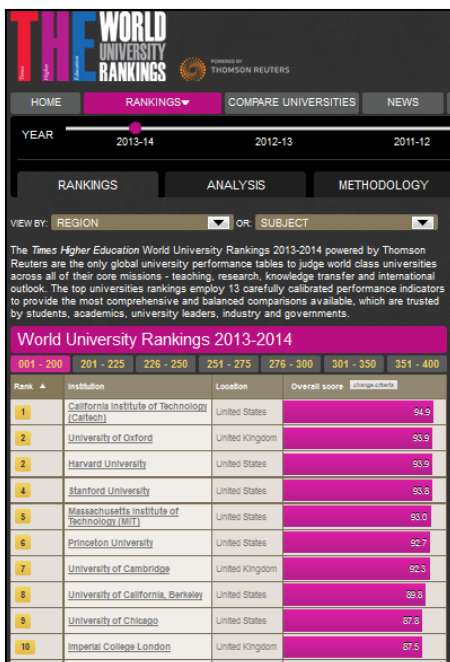 THE
Times Higher Education
WORLD
UNIVERSITY
RANKINGS
POWERED BY
THOMSON REUTERS
HOME RANKINGS▼ COMPARE UNIVERSITIES NEWS
YEAR
2013-14 2012-13 2011-12
RANKINGS ANALYSIS METHODOLOGY
VIEW BY: REGION OR: SUBJECT
The Times Higher Education World University Rankings 2013-2014 powered by Thomson
Reuters are the only global university performance tables to judge world class universities
across all of their core missions - teaching, research, knowledge transfer and international
outlook. The top universities rankings employ 13 carefully calibrated performance indicators
to provide the most comprehensive and balanced comparisons available, which are trusted
by students, academics, university leaders, industry and governments.
World University Rankings 2013-2014
001 - 200 201 - 225 226 - 250 251 - 275 276 - 300 301 - 350 351 - 400
Rank ▲ Institution Location Overall score change criteria
1 California Institute of Technology (Caltech) United States 94.9
2 University of Oxford United Kingdom 93.9
2 Harvard University United States 93.9
4 Stanford University United States 93.8
5 Massachusetts Institute of Technology (MIT) United States 93.0
6 Princeton University United States 92.7
7 University of Cambridge United Kingdom 92.3
8 University of California, Berkeley United States 89.8
9 University of Chicago United States 87.8
10 Imperial College London United Kingdom 87.5